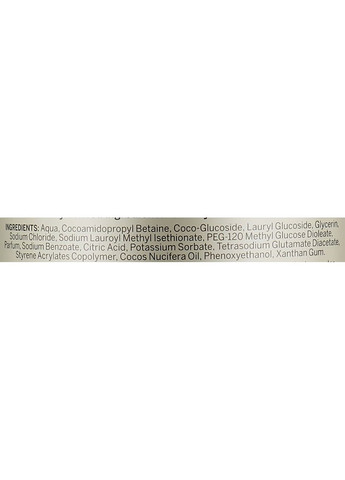 INGREDIENTS: Aqua, Cocoamidopropyl Betaine, Coco-Glucoside, Lauryl Glucoside, Glycerin,
Sodium Chloride, Sodium Lauroyl Methyl Isethionate, PEG-120 Methyl Glucose Dioleate,
Parfum, Sodium Benzoate, Citric Acid, Potassium Sorbate, Tetrasodium Glutamate Diacetate,
Styrene Acrylates Copolymer, Cocos Nucifera Oil, Phenoxyethanol, Xanthan Gum.